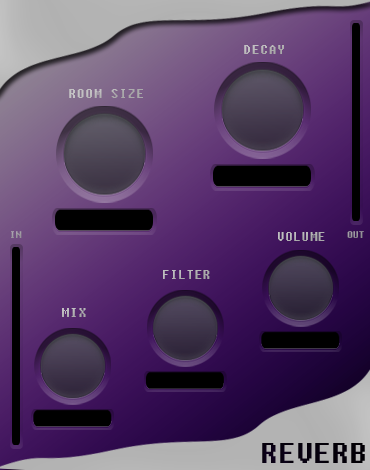 DECAY
ROOM SIZE
IN
OUT
VOLUME
FILTER
MIX
REVERB